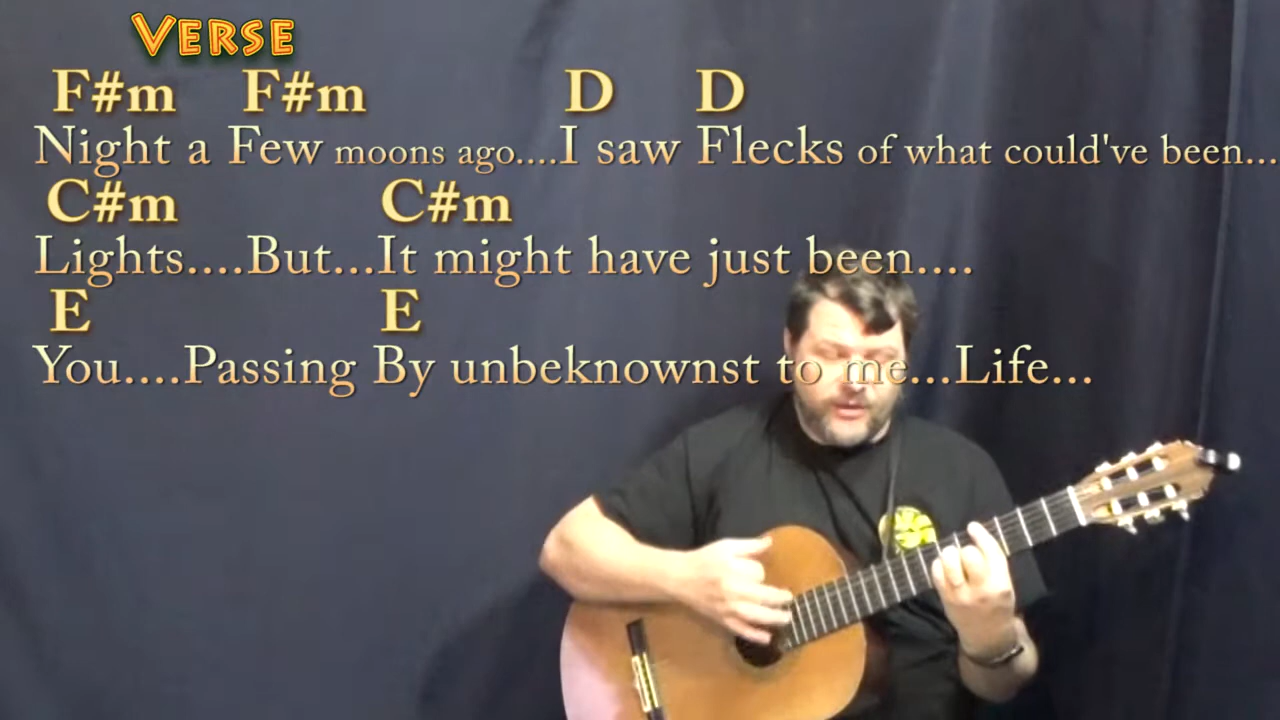 VERSE
F#m F#m D D
Night a Few moons ago....I saw Flecks of what could've been...
C#m C#m
Lights....But...It might have just been....
E E
You....Passing By unbeknownst to me...Life...